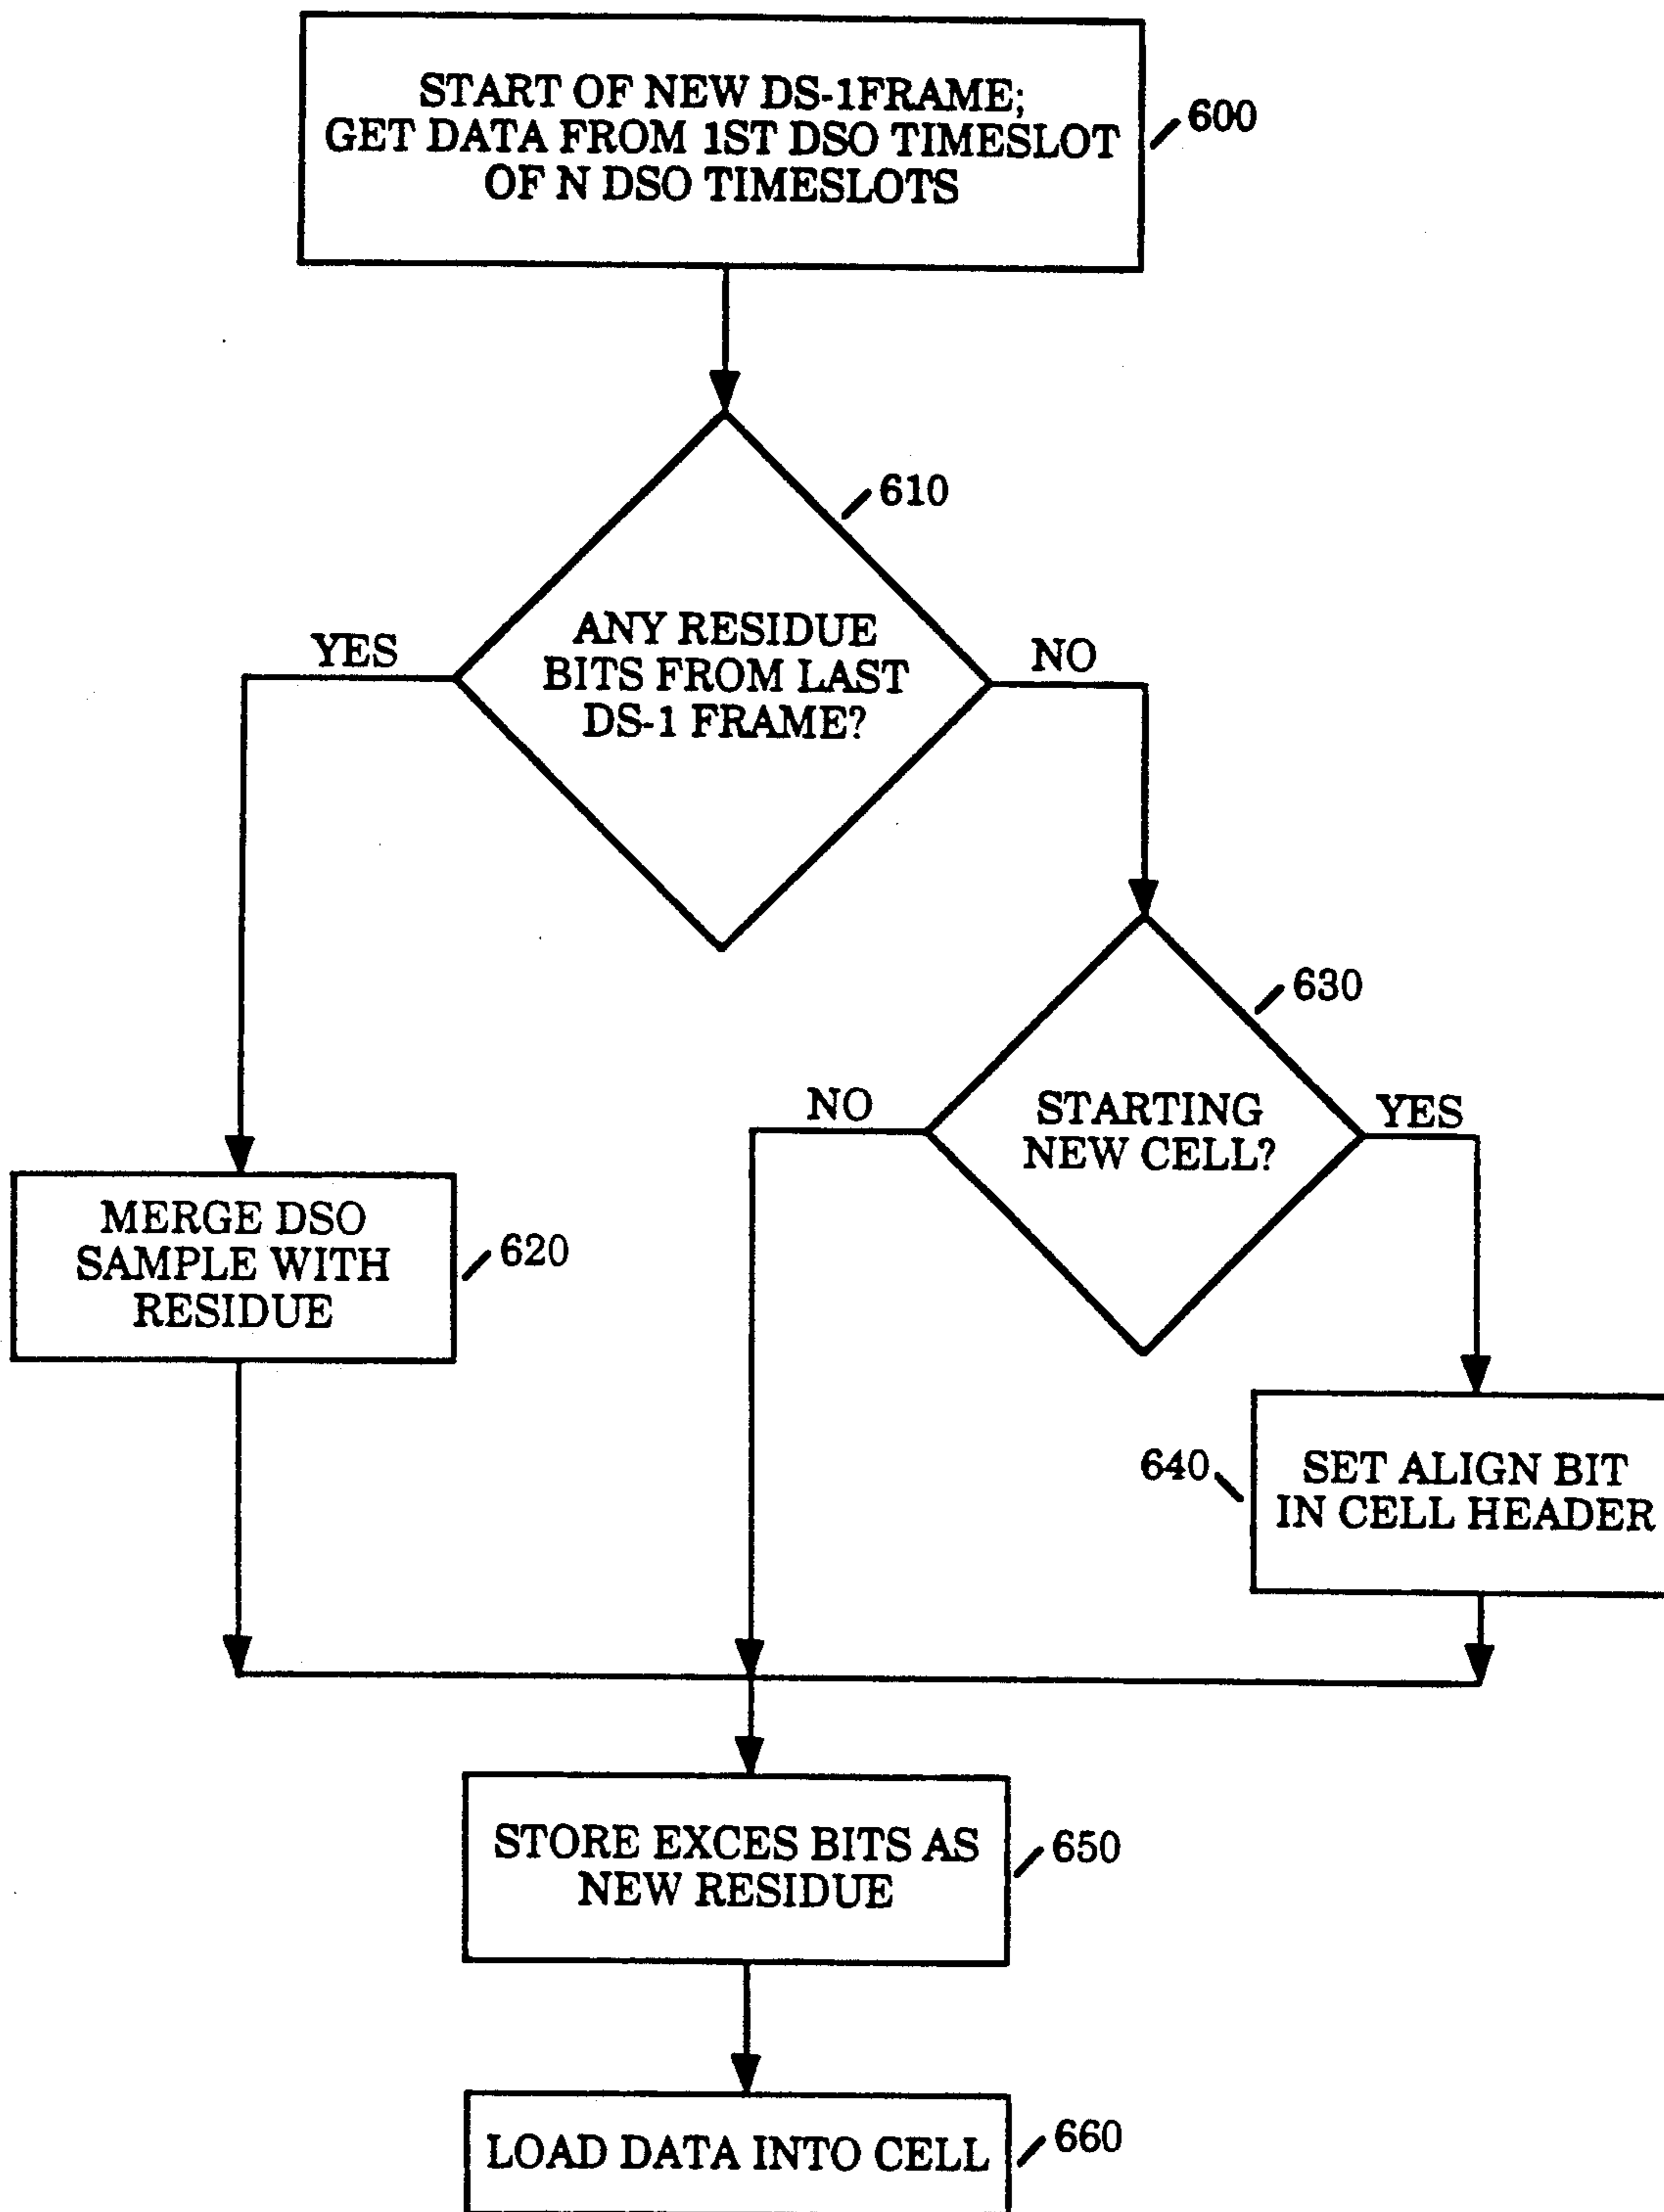 START OF NEW DS-1FRAME;
GET DATA FROM 1ST DSO TIMESLOT
OF N DSO TIMESLOTS
600
610
ANY RESIDUE
BITS FROM LAST
DS-1 FRAME?
YES
NO
630
STARTING
NEW CELL?
NO
YES
MERGE DSO
SAMPLE WITH
RESIDUE
620
640
SET ALIGN BIT
IN CELL HEADER
STORE EXCES BITS AS
NEW RESIDUE
650
LOAD DATA INTO CELL
660